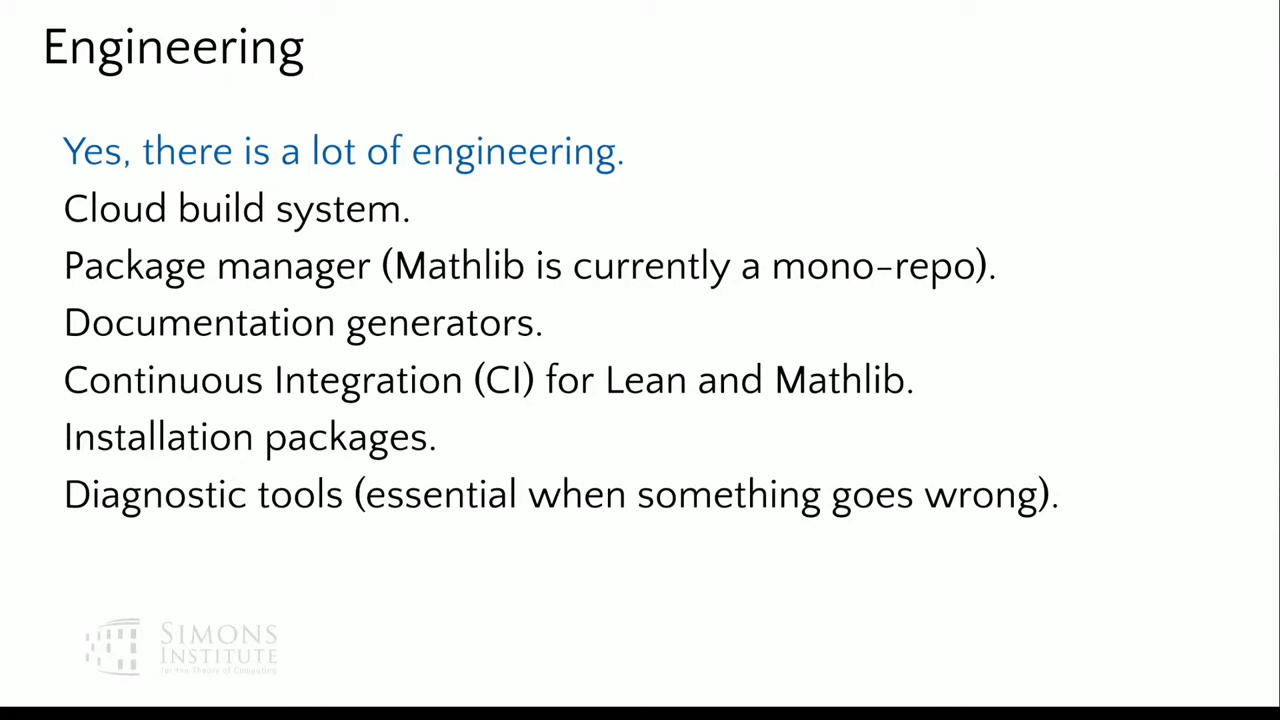 Engineering
Yes, there is a lot of engineering.
Cloud build system.
Package manager (Mathlib is currently a mono-repo).
Documentation generators.
Continuous Integration (CI) for Lean and Mathlib.
Installation packages.
Diagnostic tools (essential when something goes wrong).
SIMONS
INSTITUTE
for the Theory of Computing